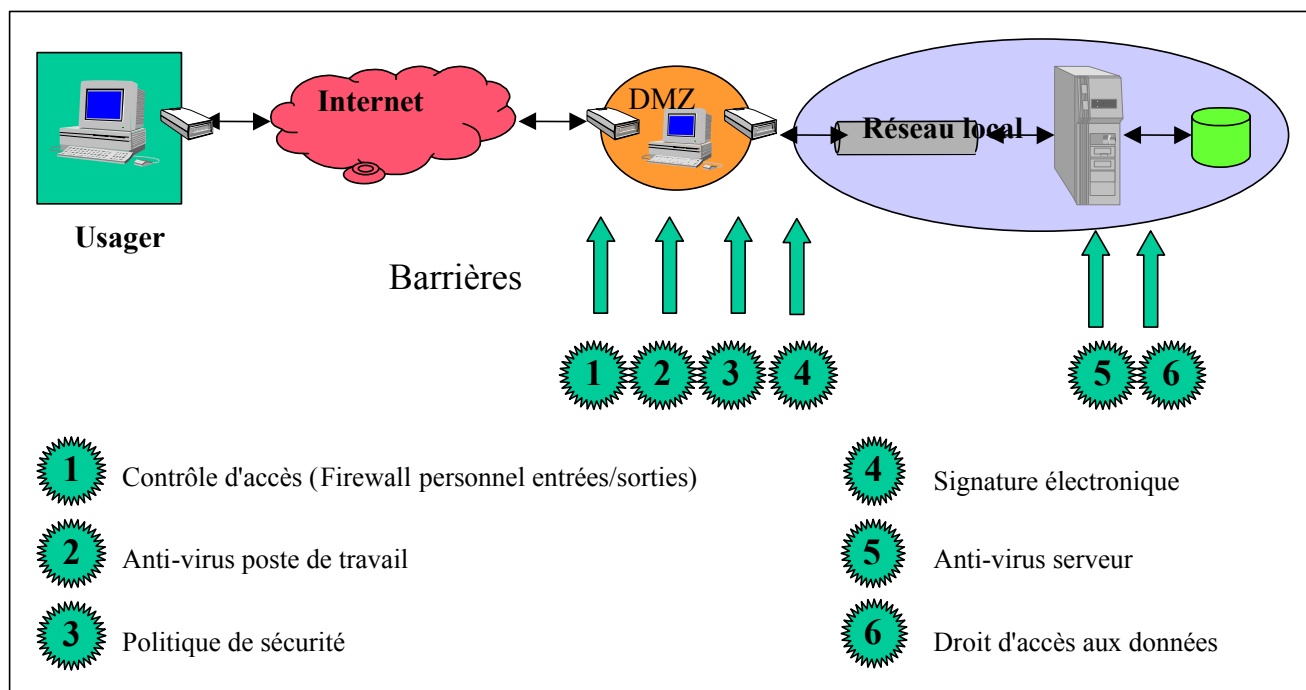 Internet
DMZ
Réseau local
Usager
Barrières
1 2 3 4 5 6
1 Contrôle d'accès (Firewall personnel entrées/sorties)
4 Signature électronique
2 Anti-virus poste de travail
5 Anti-virus serveur
3 Politique de sécurité
6 Droit d'accès aux données